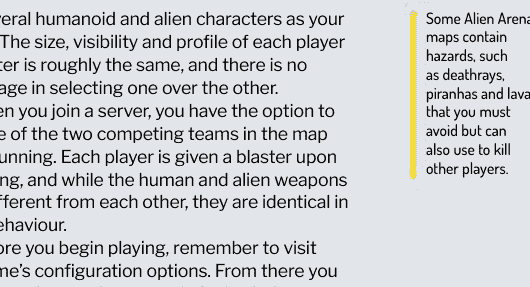 veral humanoid and alien characters as your
The size, visibility and profile of each player
ter is roughly the same, and there is no
age in selecting one over the other.
en you join a server, you have the option to
e of the two competing teams in the map
unning. Each player is given a blaster upon
ng, and while the human and alien weapons
fferent from each other, they are identical in
ehaviour.
ore you begin playing, remember to visit
me's configuration options. From there you
Some Alien Arena
maps contain
hazards, such
as deathrays,
piranhas and lava
that you must
avoid but can
also use to kill
other players.